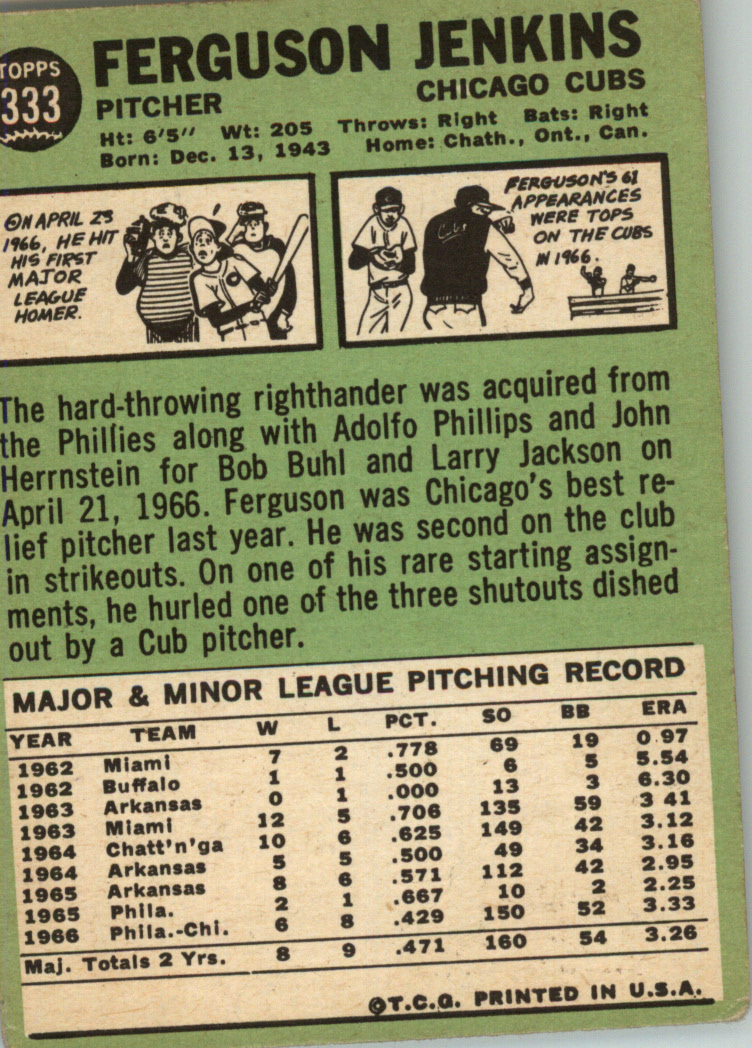 TOPPS
333
FERGUSON JENKINS
PITCHER CHICAGO CUBS
Ht: 6'5" Wt: 205 Throws: Right Bats: Right
Born: Dec. 13, 1943 Home: Chath., Ont., Can.
ON APRIL 23
1966, HE HIT
HIS FIRST
MAJOR
LEAGUE
HOMER.
FERGUSON'S 61
APPEARANCES
WERE TOPS
ON THE CUBS
IN 1966.
Cubs
The hard-throwing righthander was acquired from
the Phillies along with Adolfo Phillips and John
Herrnstein for Bob Buhl and Larry Jackson on
April 21, 1966. Ferguson was Chicago's best re-
lief pitcher last year. He was second on the club
in strikeouts. On one of his rare starting assign-
ments, he hurled one of the three shutouts dished
out by a Cub pitcher.
MAJOR & MINOR LEAGUE PITCHING RECORD
YEAR TEAM W L PCT. SO BB ERA
1962 Miami 7 2 .778 69 19 0.97
1962 Buffalo 1 1 .500 6 5 5.54
1963 Arkansas 0 1 .000 13 3 6.30
1963 Miami 12 5 .706 135 59 3 41
1964 Chatt'n'ga 10 6 .625 149 42 3.12
1964 Arkansas 5 5 .500 49 34 3.16
1965 Arkansas 8 6 .571 112 42 2.95
1965 Phila. 2 1 .667 10 2 2.25
1966 Phila.-Chi. 6 8 .429 150 52 3.33
Maj. Totals 2 Yrs. 8 9 .471 160 54 3.26
©T.C.G. PRINTED IN U.S.A.